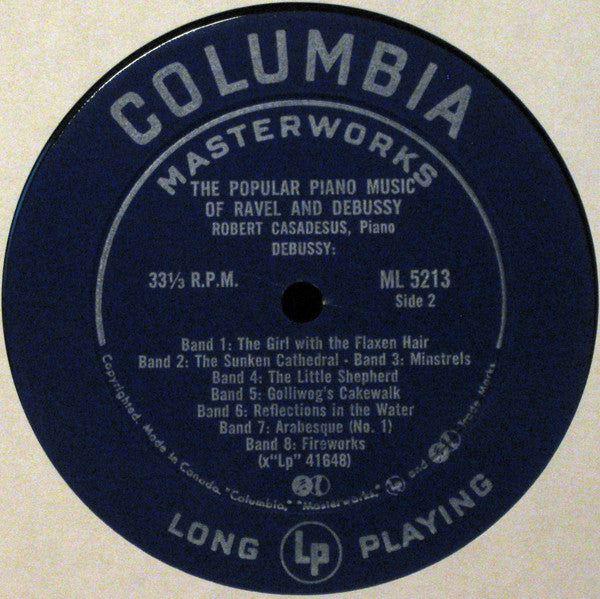 COLUMBIA
MASTERWORKS
THE POPULAR PIANO MUSIC
OF RAVEL AND DEBUSSY
ROBERT CASADESUS, Piano
DEBUSSY:
33⅓ R.P.M.
ML 5213
Side 2
Band 1: The Girl with the Flaxen Hair
Band 2: The Sunken Cathedral - Band 3: Minstrels
Band 4: The Little Shepherd
Band 5: Golliwog's Cakewalk
Band 6: Reflections in the Water
Band 7: Arabesque (No. 1)
Band 8: Fireworks
(x"Lp" 41648)
Copyrighted. Made in Canada. "Columbia," "Masterworks," Lp and Trade Marks.
LONG Lp PLAYING